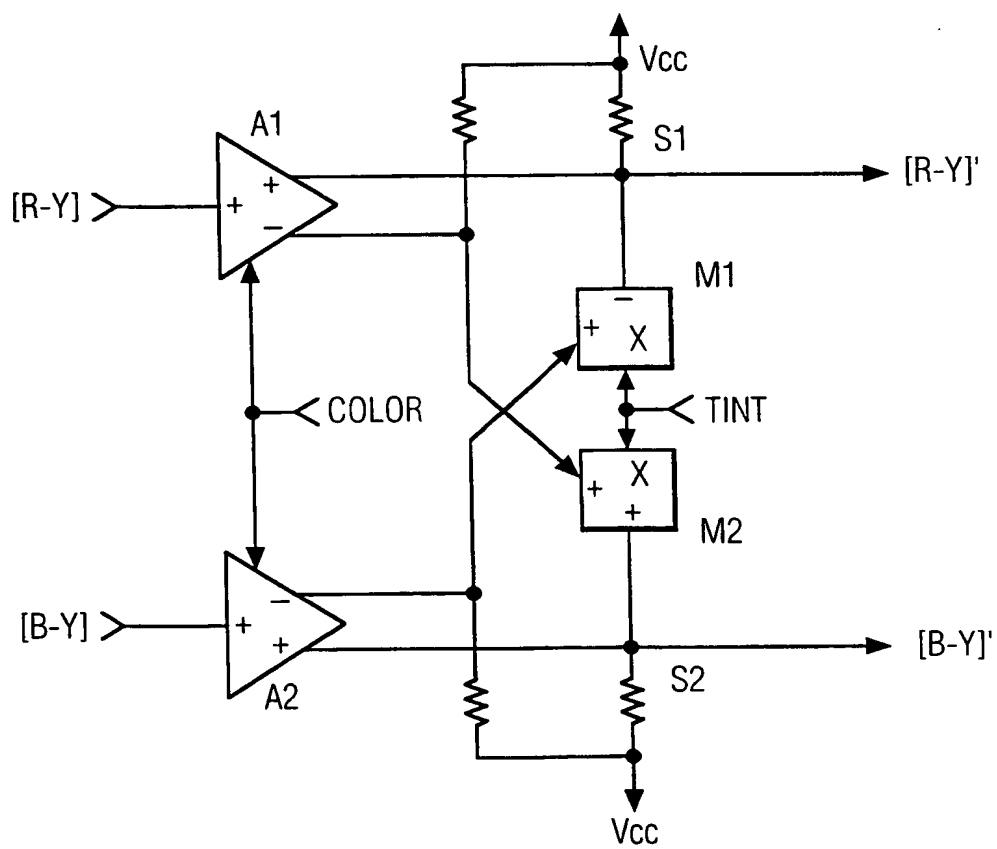 Vcc
A1
S1
[R-Y]
+
+
−
[R-Y]'
M1
−
+
X
COLOR
TINT
X
+
+
M2
[B-Y]
+
−
+
[B-Y]'
A2
S2
Vcc